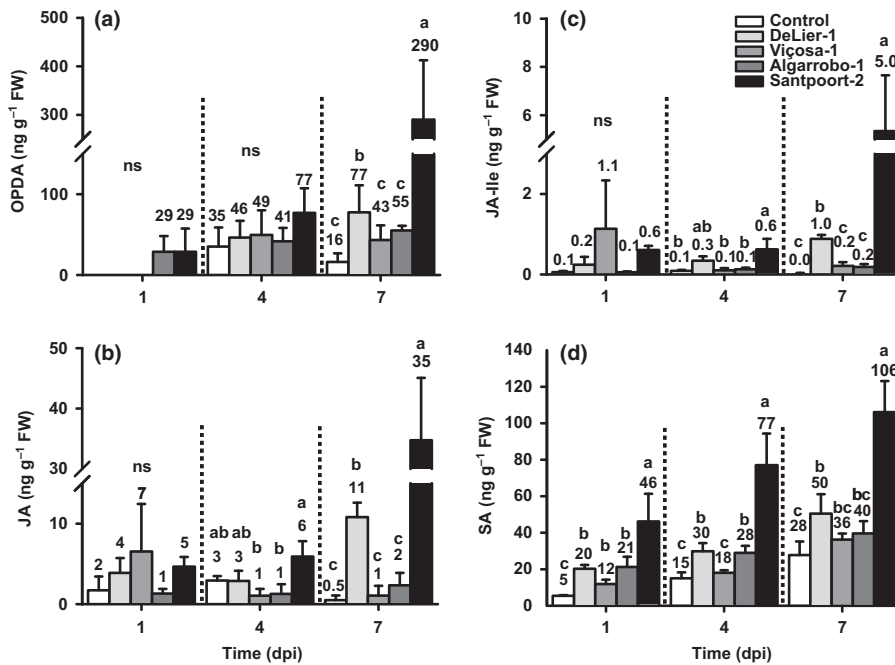 (a)
OPDA (ng g⁻¹ FW)
500
400
300
100
50
0
ns
29 29
ns
35 46 49 41 77
c
16
b
77
c
43
c
55
a
290
1 4 7
(c)
JA-Ile (ng g⁻¹ FW)
10
8
6
4
2
0
Control
DeLier-1
Viçosa-1
Algarrobo-1
Santpoort-2
ns
0.1 0.2 1.1 0.1 0.6
b
0.1
ab
0.3
b
0.1
b
0.1
a
0.6
c
0.0
b
1.0
c
0.2
c
0.2
a
5.0
1 4 7
(b)
JA (ng g⁻¹ FW)
50
40
30
10
0
ns
2 4 7 1 5
ab
3
ab
3
b
1
b
1
a
6
c
0.5
b
11
c
1
c
2
a
35
1 4 7
Time (dpi)
(d)
SA (ng g⁻¹ FW)
140
120
100
80
60
40
20
0
c
5
b
20
b
12
b
21
a
46
c
15
b
30
c
18
b
28
a
77
c
28
b
50
bc
36
bc
40
a
106
1 4 7
Time (dpi)